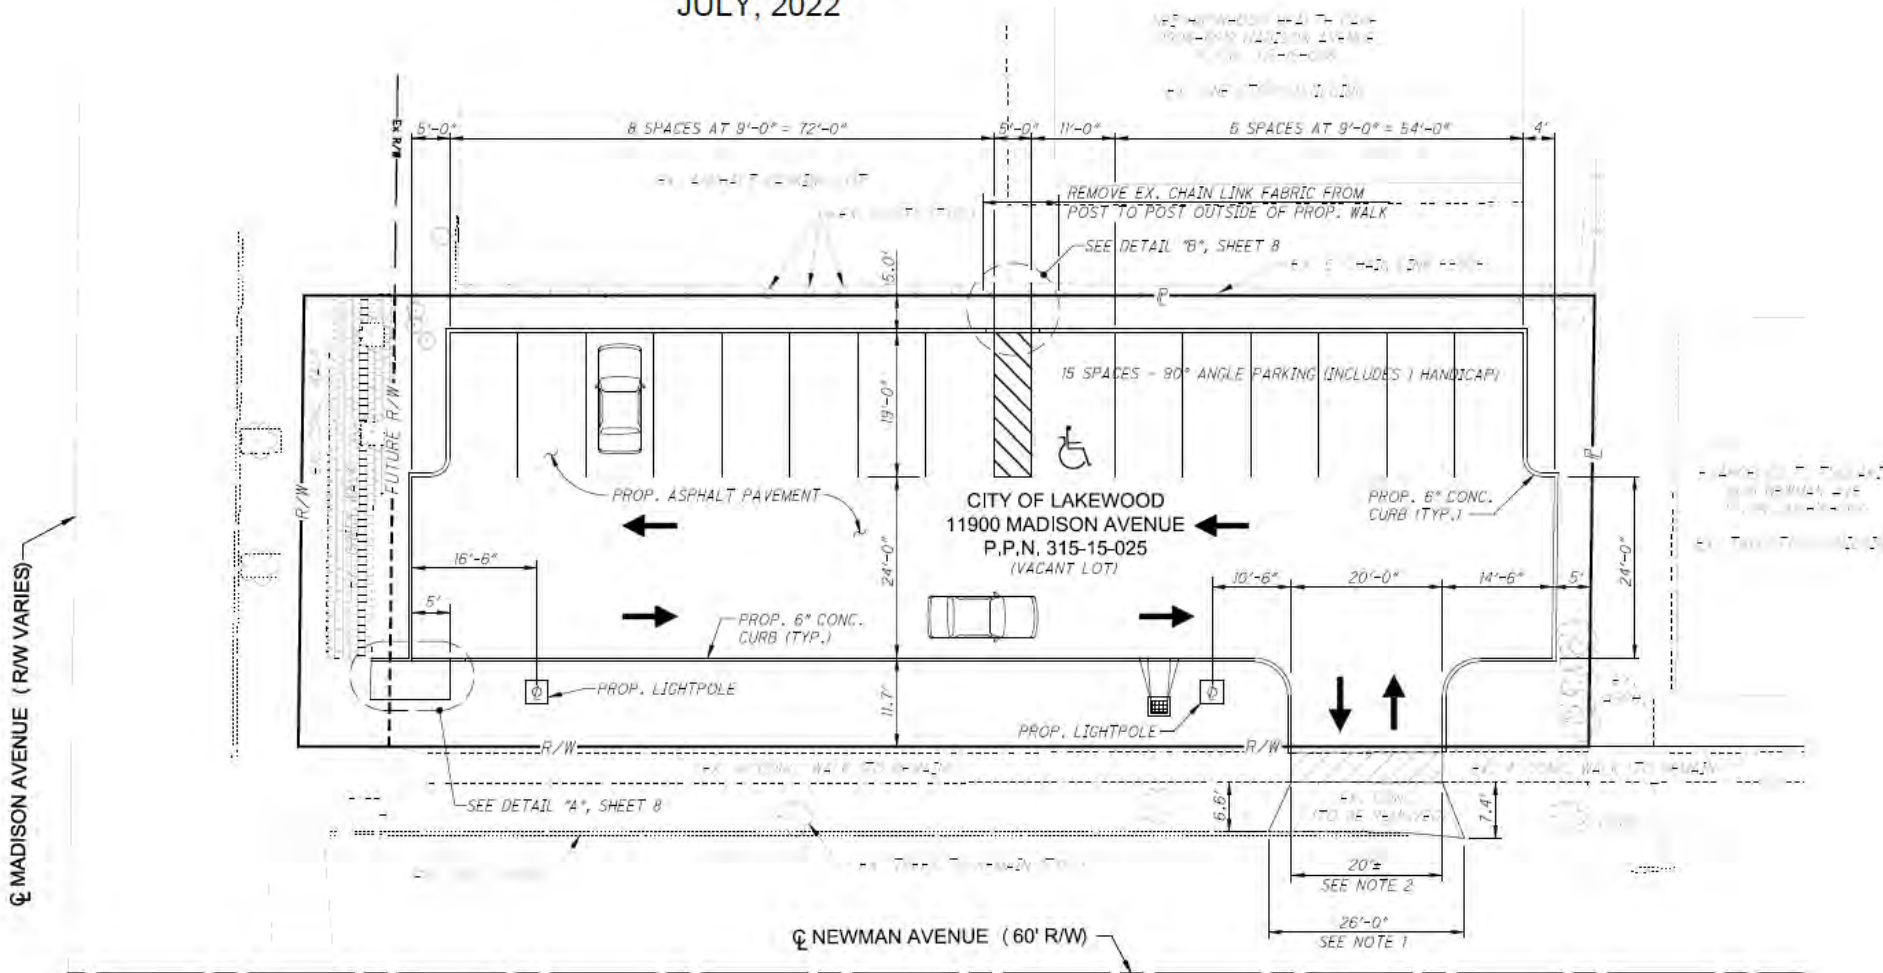 JULY, 2022
EX R/W
5'-0"
8 SPACES AT 9'-0" = 72'-0"
5'-0"
11'-0"
6 SPACES AT 9'-0" = 54'-0"
4'
REMOVE EX. CHAIN LINK FABRIC FROM
POST TO POST OUTSIDE OF PROP. WALK
SEE DETAIL "B", SHEET 8
5.0'
15 SPACES - 90° ANGLE PARKING (INCLUDES 1 HANDICAP)
19'-0"
FUTURE R/W
R/W
PROP. ASPHALT PAVEMENT
CITY OF LAKEWOOD
11900 MADISON AVENUE
P.P.N. 315-15-025
(VACANT LOT)
PROP. 6" CONC.
CURB (TYP.)
16'-6"
24'-0"
10'-6"
20'-0"
14'-6"
5'
24'-0"
5'
PROP. 6" CONC.
CURB (TYP.)
PROP. LIGHTPOLE
11.7'
PROP. LIGHTPOLE
R/W
R/W
SEE DETAIL "A", SHEET 8
6.6'
7.4'
20'±
SEE NOTE 2
26'-0"
SEE NOTE 1
℄ MADISON AVENUE ( R/W VARIES)
℄ NEWMAN AVENUE ( 60' R/W)